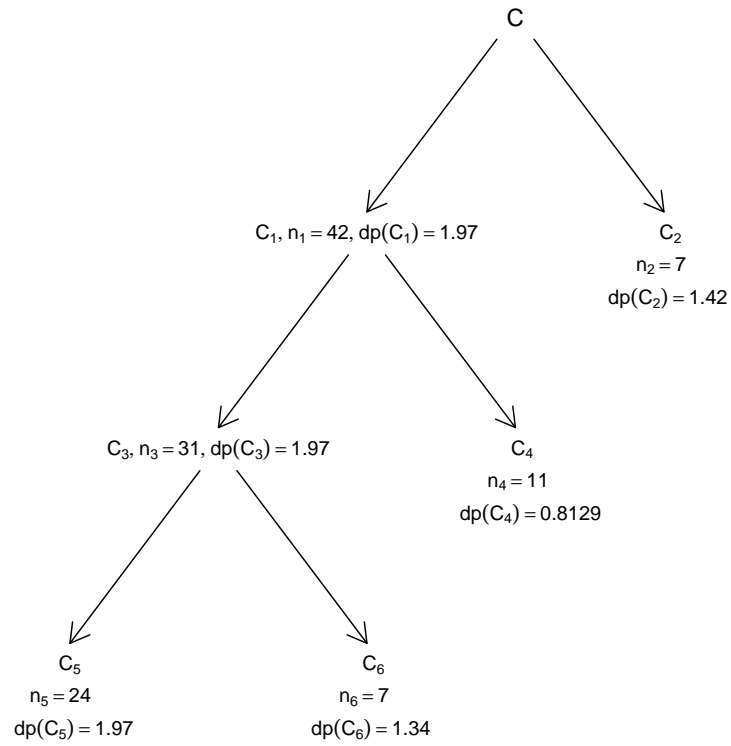 C
C₁, n₁ = 42, dp(C₁) = 1.97
C₂
n₂ = 7
dp(C₂) = 1.42
C₃, n₃ = 31, dp(C₃) = 1.97
C₄
n₄ = 11
dp(C₄) = 0.8129
C₅
n₅ = 24
dp(C₅) = 1.97
C₆
n₆ = 7
dp(C₆) = 1.34